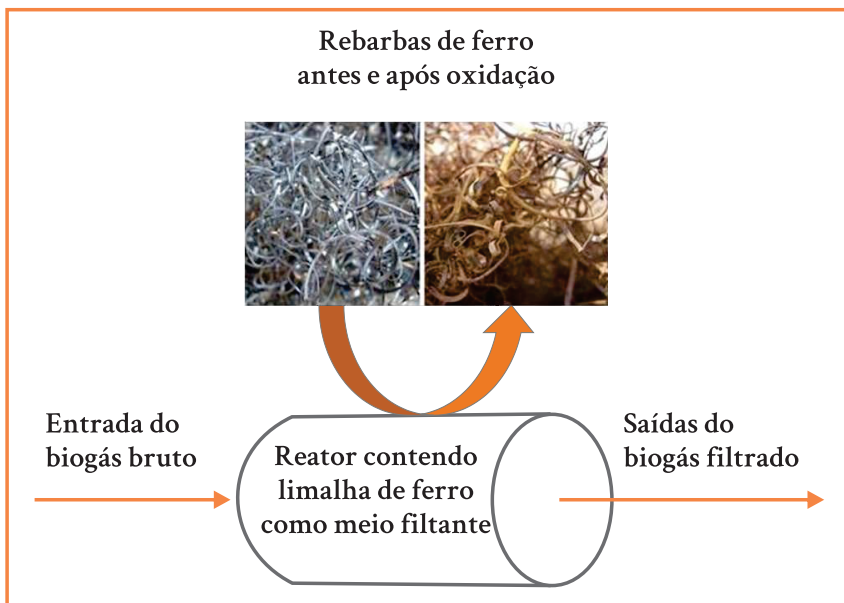 Rebarbas de ferro
antes e após oxidação
Entrada do
biogás bruto
Reator contendo
limalha de ferro
como meio filtante
Saídas do
biogás filtrado